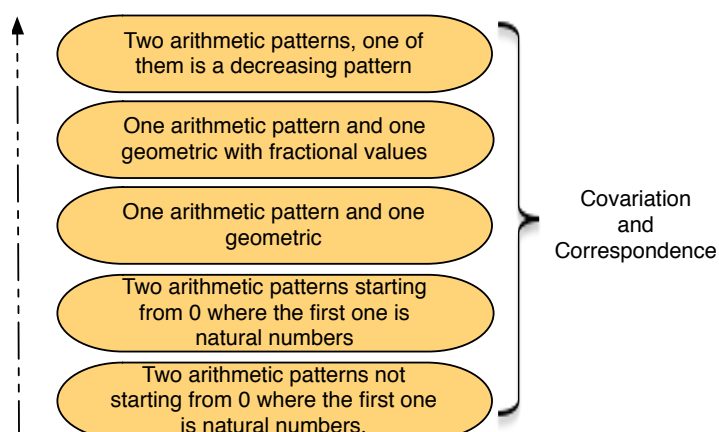 Two arithmetic patterns, one of
them is a decreasing pattern
One arithmetic pattern and one
geometric with fractional values
One arithmetic pattern and one
geometric
Two arithmetic patterns starting
from 0 where the first one is
natural numbers
Two arithmetic patterns not
starting from 0 where the first one
is natural numbers.
Covariation
and
Correspondence